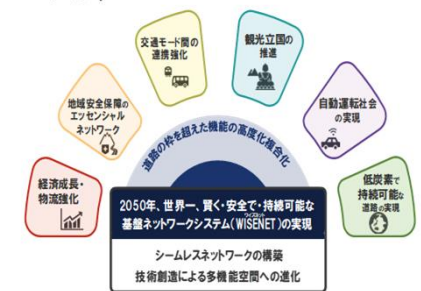 経済成長・
物流強化
地域安全保障の
エッセンシャル
ネットワーク
交通モード間の
連携強化
観光立国の
推進
自動運転社会
の実現
低炭素で
持続可能な
道路の実現
道路の枠を超えた機能の高度化複合化
2050年、世界一、賢く・安全で・持続可能な
ワイズネット
基盤ネットワークシステム(WISENET)の実現
シームレスネットワークの構築
技術創造による多機能空間への進化